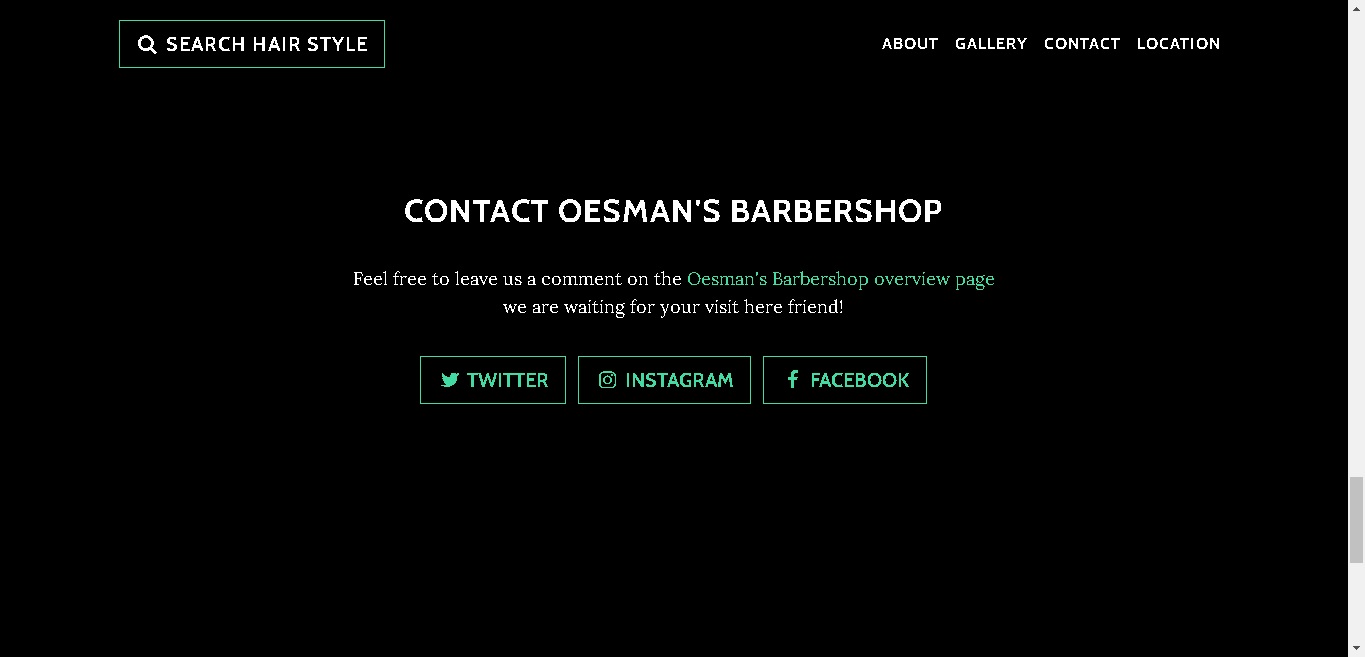 SEARCH HAIR STYLE
ABOUT GALLERY CONTACT LOCATION
CONTACT OESMAN'S BARBERSHOP
Feel free to leave us a comment on the Oesman's Barbershop overview page
we are waiting for your visit here friend!
TWITTER INSTAGRAM FACEBOOK